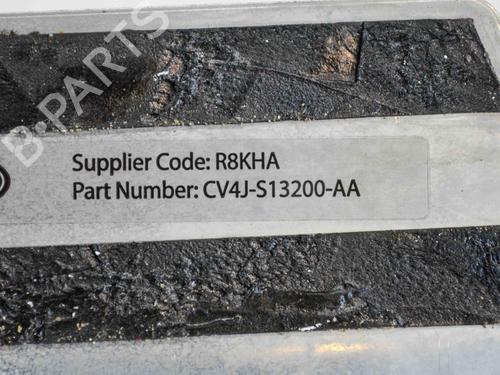 B-PARTS
Supplier Code: R8KHA
Part Number: CV4J-S13200-AA